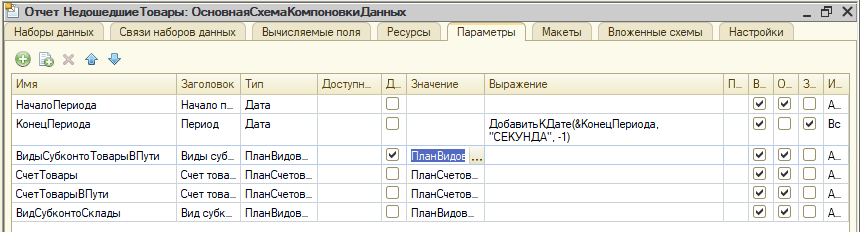 Отчет НедошедшиеТовары: ОсновнаяСхемаКомпоновкиДанных
Наборы данных Связи наборов данных Вычисляемые поля Ресурсы Параметры Макеты Вложенные схемы Настройки
Имя Заголовок Тип Доступн... Д... Значение Выражение П... В... О... З... И...
НачалоПериода Начало п... Дата А...
КонецПериода Период Дата ДобавитьКДате(&КонецПериода, Вс
"СЕКУНДА", -1)
ВидыСубконтоТоварыВПути Виды суб... ПланВидов... ПланВидов ... А...
СчетТовары Счет това... ПланСчетов... ПланСчетов... А...
СчетТоварыВПути Счет това... ПланСчетов... ПланСчетов... А...
ВидСубконтоСклады Вид субк... ПланВидов... ПланВидо... А...